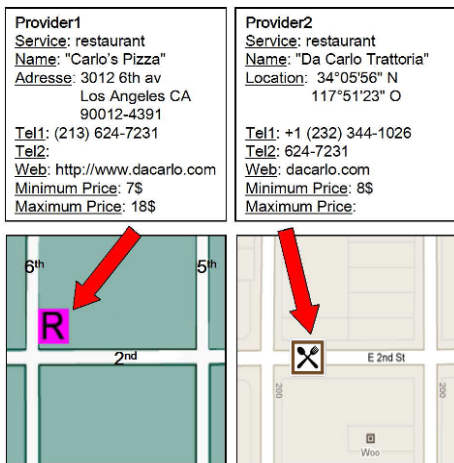 Provider1
Service: restaurant
Name: "Carlo's Pizza"
Adresse: 3012 6th av
Los Angeles CA
90012-4391
Tel1: (213) 624-7231
Tel2:
Web: http://www.dacarlo.com
Minimum Price: 7$
Maximum Price: 18$
Provider2
Service: restaurant
Name: "Da Carlo Trattoria"
Location: 34°05'56" N
117°51'23" O
Tel1: +1 (232) 344-1026
Tel2: 624-7231
Web: dacarlo.com
Minimum Price: 8$
Maximum Price:
6th
5th
R
2nd
E 2nd St
200
200
Woo